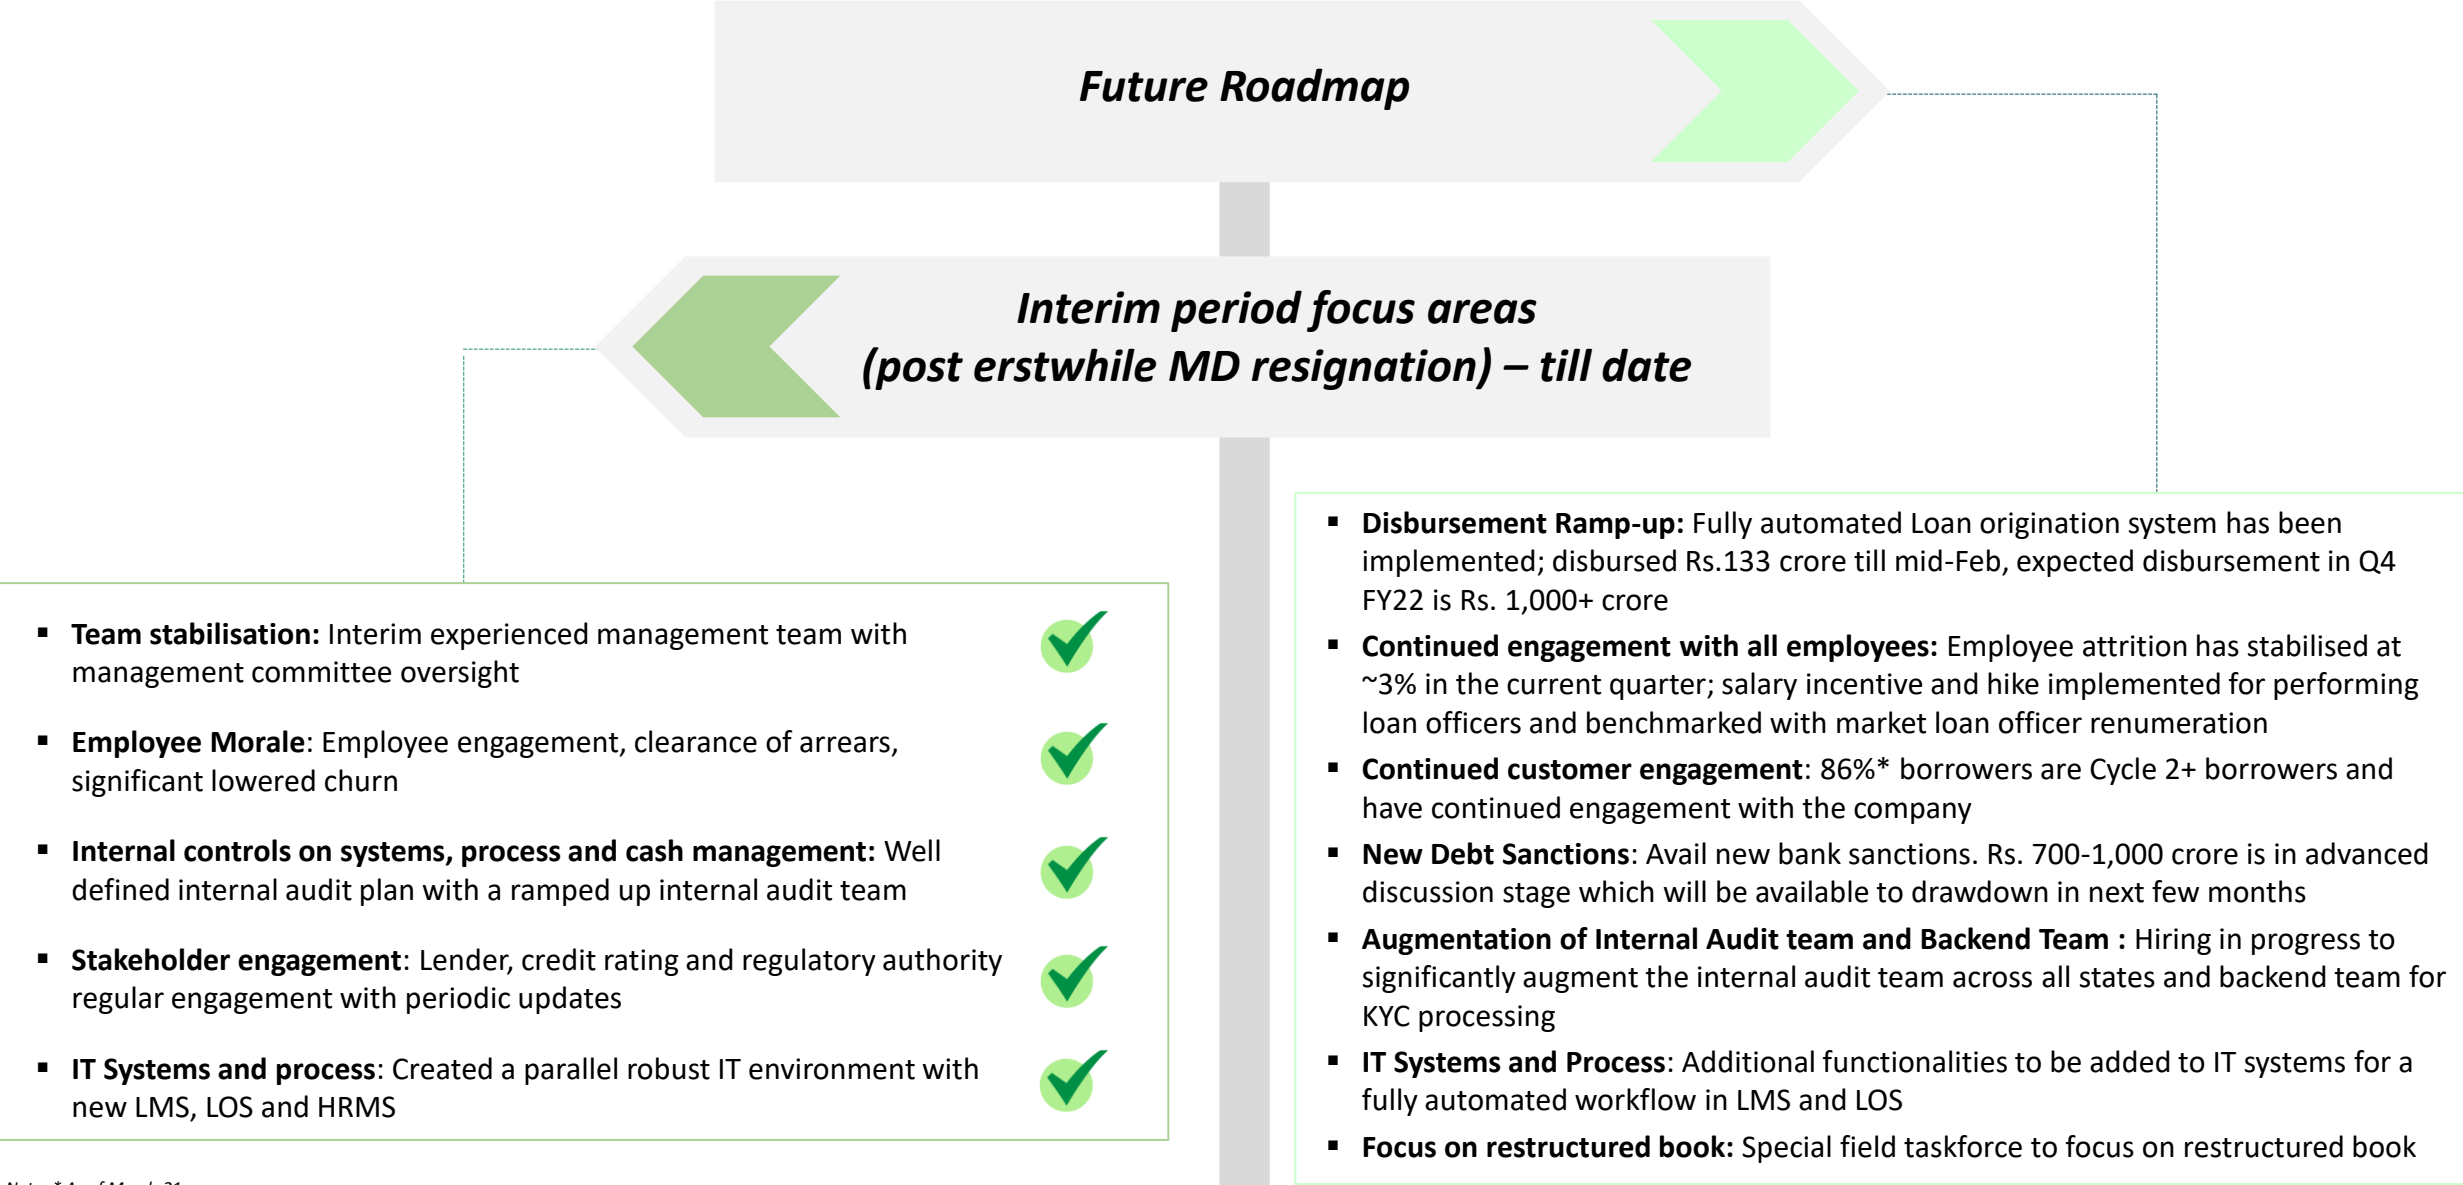 Future Roadmap
Interim period focus areas
(post erstwhile MD resignation) – till date
▪ Team stabilisation: Interim experienced management team with
management committee oversight
▪ Employee Morale: Employee engagement, clearance of arrears,
significant lowered churn
▪ Internal controls on systems, process and cash management: Well
defined internal audit plan with a ramped up internal audit team
▪ Stakeholder engagement: Lender, credit rating and regulatory authority
regular engagement with periodic updates
▪ IT Systems and process: Created a parallel robust IT environment with
new LMS, LOS and HRMS
▪ Disbursement Ramp-up: Fully automated Loan origination system has been
implemented; disbursed Rs.133 crore till mid-Feb, expected disbursement in Q4
FY22 is Rs. 1,000+ crore
▪ Continued engagement with all employees: Employee attrition has stabilised at
~3% in the current quarter; salary incentive and hike implemented for performing
loan officers and benchmarked with market loan officer renumeration
▪ Continued customer engagement: 86%* borrowers are Cycle 2+ borrowers and
have continued engagement with the company
▪ New Debt Sanctions: Avail new bank sanctions. Rs. 700-1,000 crore is in advanced
discussion stage which will be available to drawdown in next few months
▪ Augmentation of Internal Audit team and Backend Team : Hiring in progress to
significantly augment the internal audit team across all states and backend team for
KYC processing
▪ IT Systems and Process: Additional functionalities to be added to IT systems for a
fully automated workflow in LMS and LOS
▪ Focus on restructured book: Special field taskforce to focus on restructured book